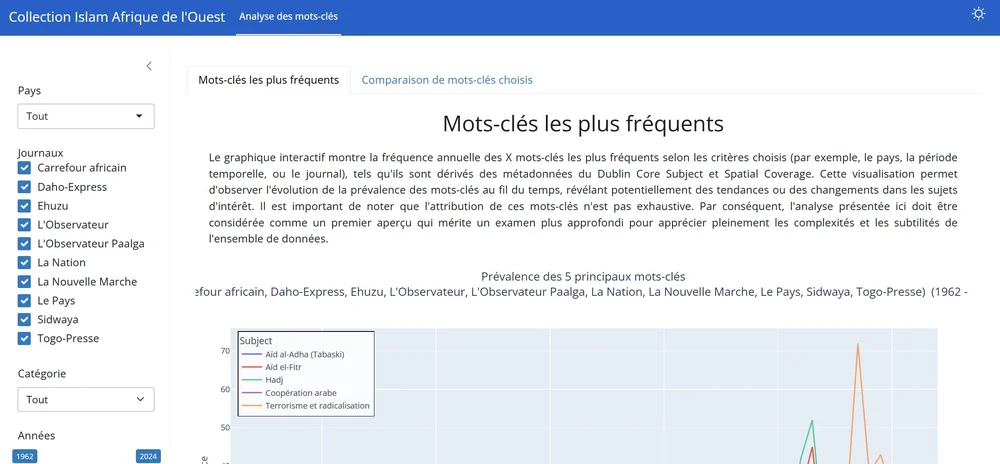 Collection Islam Afrique de l'Ouest
Analyse des mots-clés
Pays
Tout
Journaux
Carrefour africain
Daho-Express
Ehuzu
L'Observateur
L'Observateur Paalga
La Nation
La Nouvelle Marche
Le Pays
Sidwaya
Togo-Presse
Catégorie
Tout
Années
1962
2024
Mots-clés les plus fréquents
Comparaison de mots-clés choisis
Mots-clés les plus fréquents
Le graphique interactif montre la fréquence annuelle des X mots-clés les plus fréquents selon les critères choisis (par exemple, le pays, la période
temporelle, ou le journal), tels qu'ils sont dérivés des métadonnées du Dublin Core Subject et Spatial Coverage. Cette visualisation permet
d'observer l'évolution de la prévalence des mots-clés au fil du temps, révélant potentiellement des tendances ou des changements dans les sujets
d'intérêt. Il est important de noter que l'attribution de ces mots-clés n'est pas exhaustive. Par conséquent, l'analyse présentée ici doit être
considérée comme un premier aperçu qui mérite un examen plus approfondi pour apprécier pleinement les complexités et les subtilités de
l'ensemble de données.
Prévalence des 5 principaux mots-clés
efour africain, Daho-Express, Ehuzu, L'Observateur, L'Observateur Paalga, La Nation, La Nouvelle Marche, Le Pays, Sidwaya, Togo-Presse) (1962 -
Subject
Aïd al-Adha (Tabaski)
Aïd el-Fitr
Hadj
Coopération arabe
Terrorisme et radicalisation
70
60
50